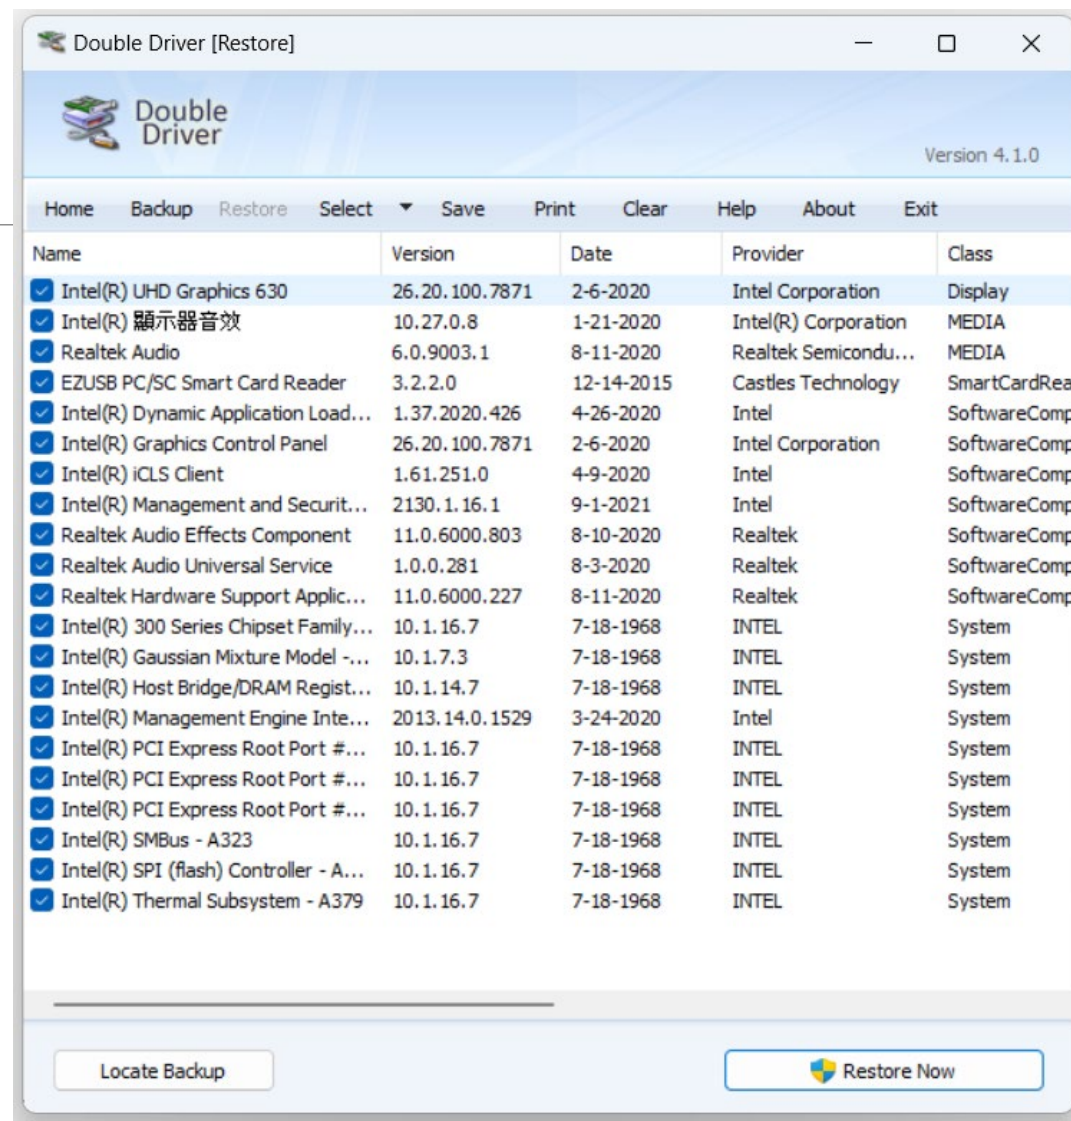 Double Driver [Restore]
Double
Driver
Version 4.1.0
Home Backup Restore Select Save Print Clear Help About Exit
Name Version Date Provider Class
Intel(R) UHD Graphics 630 26.20.100.7871 2-6-2020 Intel Corporation Display
Intel(R) 顯示器音效 10.27.0.8 1-21-2020 Intel(R) Corporation MEDIA
Realtek Audio 6.0.9003.1 8-11-2020 Realtek Semicondu... MEDIA
EZUSB PC/SC Smart Card Reader 3.2.2.0 12-14-2015 Castles Technology SmartCardRea
Intel(R) Dynamic Application Load... 1.37.2020.426 4-26-2020 Intel SoftwareComp
Intel(R) Graphics Control Panel 26.20.100.7871 2-6-2020 Intel Corporation SoftwareComp
Intel(R) iCLS Client 1.61.251.0 4-9-2020 Intel SoftwareComp
Intel(R) Management and Securit... 2130.1.16.1 9-1-2021 Intel SoftwareComp
Realtek Audio Effects Component 11.0.6000.803 8-10-2020 Realtek SoftwareComp
Realtek Audio Universal Service 1.0.0.281 8-3-2020 Realtek SoftwareComp
Realtek Hardware Support Applic... 11.0.6000.227 8-11-2020 Realtek SoftwareComp
Intel(R) 300 Series Chipset Family... 10.1.16.7 7-18-1968 INTEL System
Intel(R) Gaussian Mixture Model -... 10.1.7.3 7-18-1968 INTEL System
Intel(R) Host Bridge/DRAM Regist... 10.1.14.7 7-18-1968 INTEL System
Intel(R) Management Engine Inte... 2013.14.0.1529 3-24-2020 Intel System
Intel(R) PCI Express Root Port #... 10.1.16.7 7-18-1968 INTEL System
Intel(R) PCI Express Root Port #... 10.1.16.7 7-18-1968 INTEL System
Intel(R) PCI Express Root Port #... 10.1.16.7 7-18-1968 INTEL System
Intel(R) SMBus - A323 10.1.16.7 7-18-1968 INTEL System
Intel(R) SPI (flash) Controller - A... 10.1.16.7 7-18-1968 INTEL System
Intel(R) Thermal Subsystem - A379 10.1.16.7 7-18-1968 INTEL System
Locate Backup Restore Now